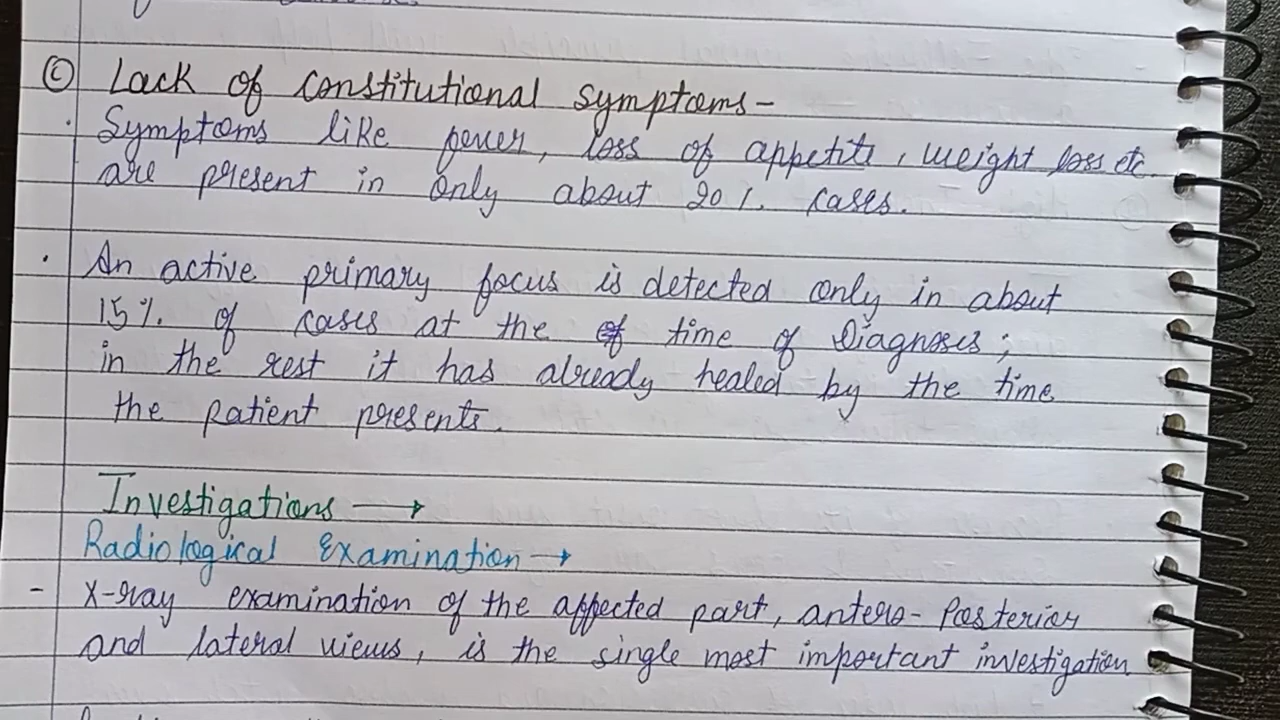 Ⓒ Lack of constitutional symptoms-
· Symptoms like fever, loss of appetite, weight loss etc
are present in only about 20%. cases.
· An active primary focus is detected only in about
15%. of cases at the of time of Diagnoses;
in the rest it has already healed by the time
the patient presents.
Investigations →
Radiological Examination →
- X-ray examination of the affected part, antero-Posterior
and lateral views, is the single most important investigation